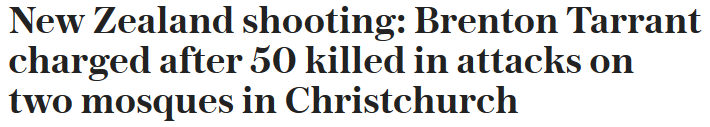 New Zealand shooting: Brenton Tarrant
charged after 50 killed in attacks on
two mosques in Christchurch